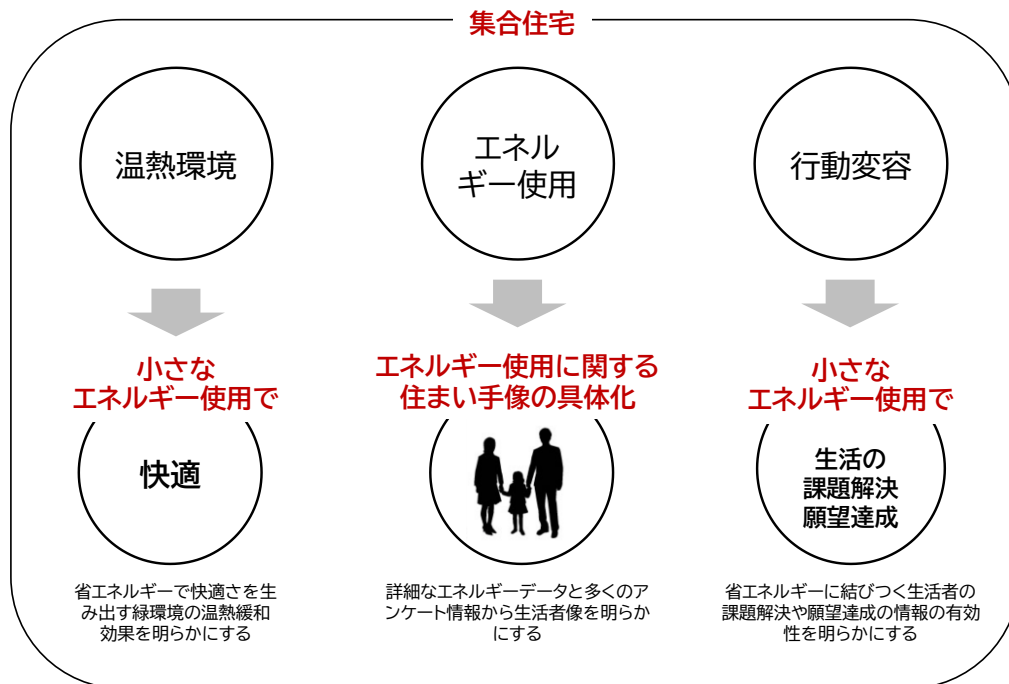 集合住宅
温熱環境
エネル
ギー使用
行動変容
小さな
エネルギー使用で
快適
省エネルギーで快適さを生
み出す緑環境の温熱緩和
効果を明らかにする
エネルギー使用に関する
住まい手像の具体化
詳細なエネルギーデータと多くのア
ンケート情報から生活者像を明らか
にする
小さな
エネルギー使用で
生活の
課題解決
願望達成
省エネルギーに結びつく生活者の
課題解決や願望達成の情報の有効
性を明らかにする